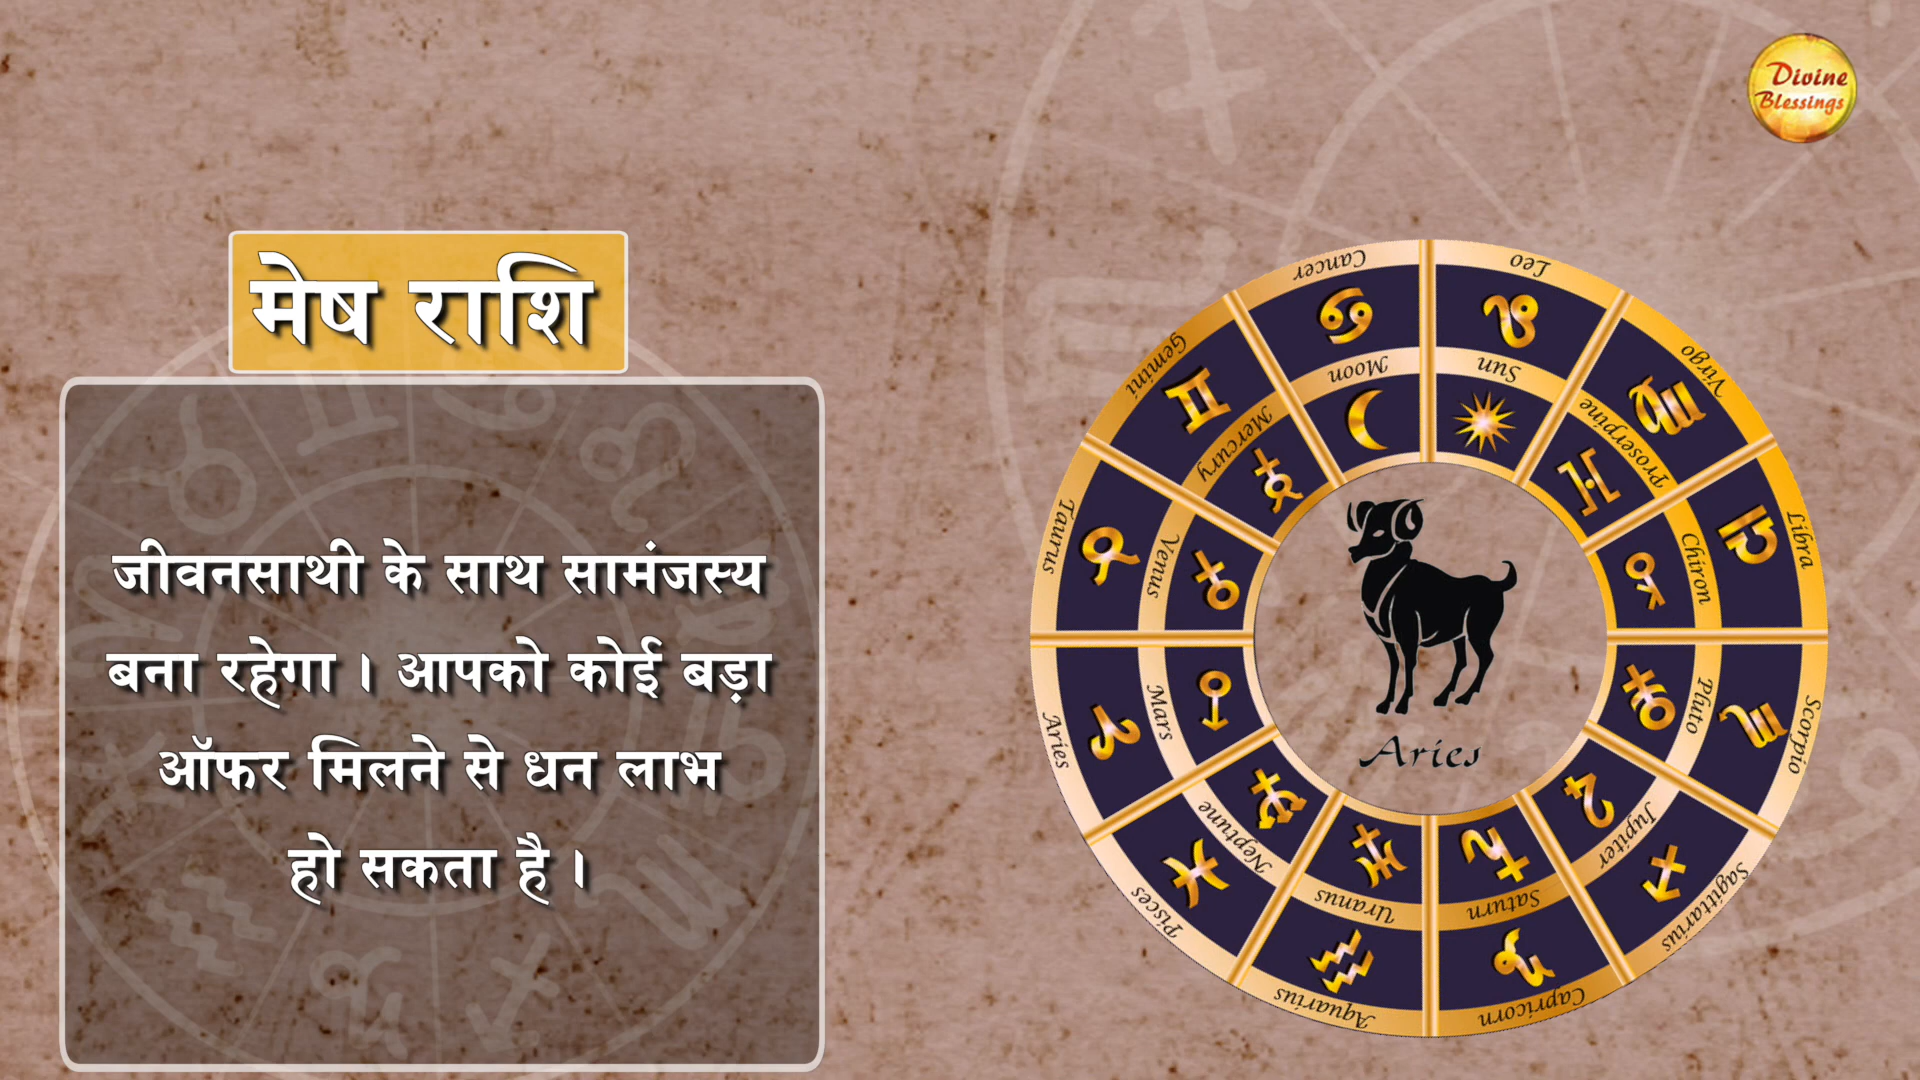 Divine
Blessings
मेष राशि
जीवनसाथी के साथ सामंजस्य
बना रहेगा । आपको कोई बड़ा
ऑफर मिलने से धन लाभ
हो सकता है ।
Cancer
Leo
Virgo
Libra
Scorpio
Sagittarius
Capricorn
Aquarius
Pisces
Aries
Taurus
Gemini
Moon
Sun
Proserpine
Chiron
Pluto
Jupiter
Saturn
Uranus
Neptune
Mars
Venus
Mercury
Aries